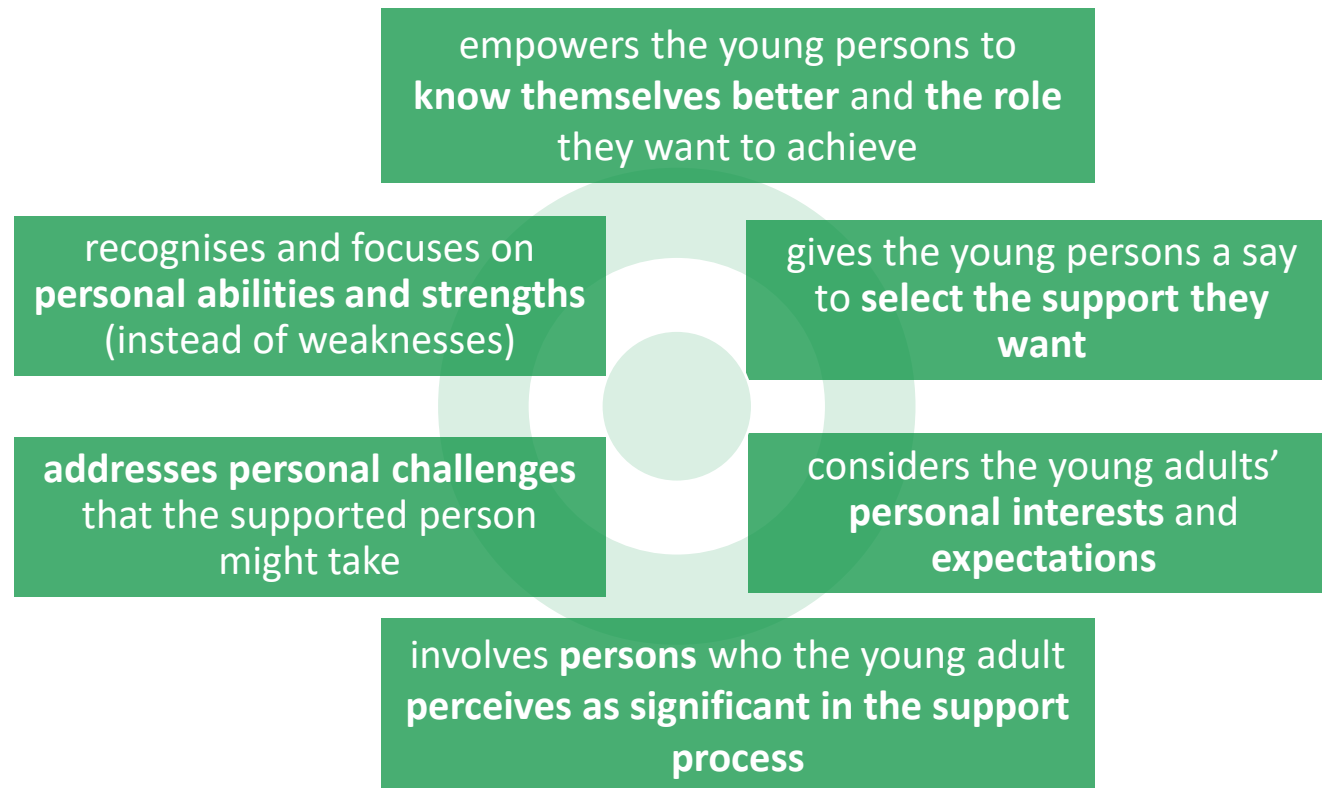 empowers the young persons to
know themselves better and the role
they want to achieve
recognises and focuses on
personal abilities and strengths
(instead of weaknesses)
gives the young persons a say
to select the support they
want
addresses personal challenges
that the supported person
might take
considers the young adults’
personal interests and
expectations
involves persons who the young adult
perceives as significant in the support
process